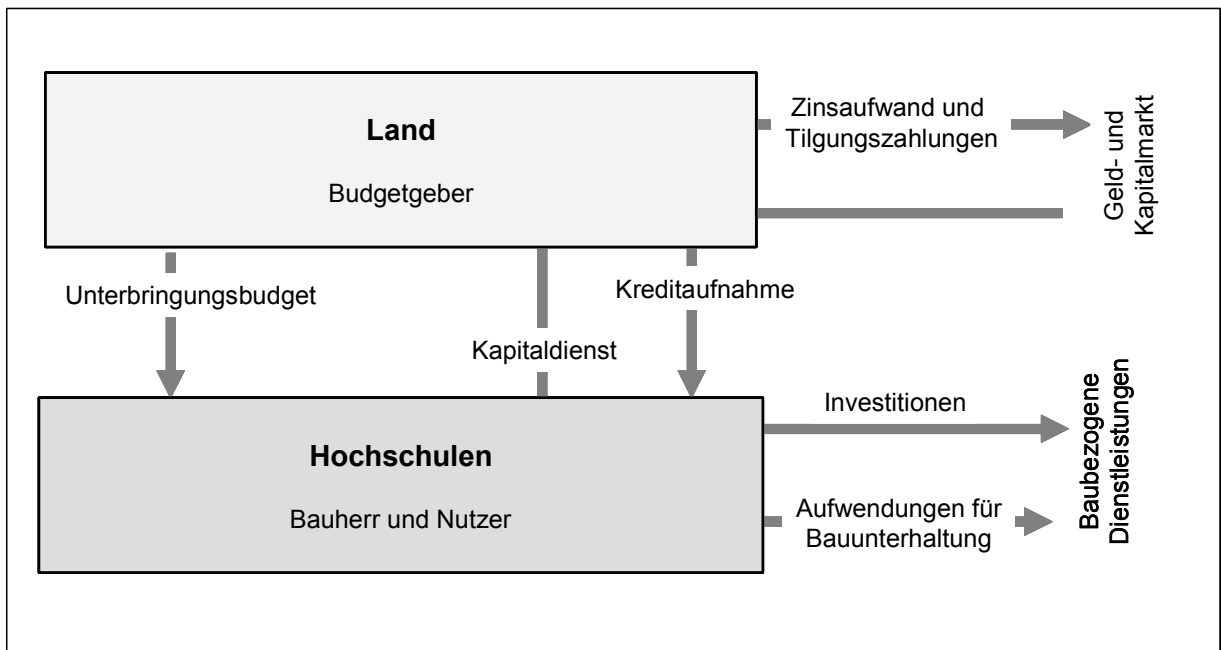 Land
Budgetgeber
Zinsaufwand und
Tilgungszahlungen
Geld- und
Kapitalmarkt
Unterbringungsbudget
Kapitaldienst
Kreditaufnahme
Hochschulen
Bauherr und Nutzer
Investitionen
Aufwendungen für
Bauunterhaltung
Baubezogene
Dienstleistungen